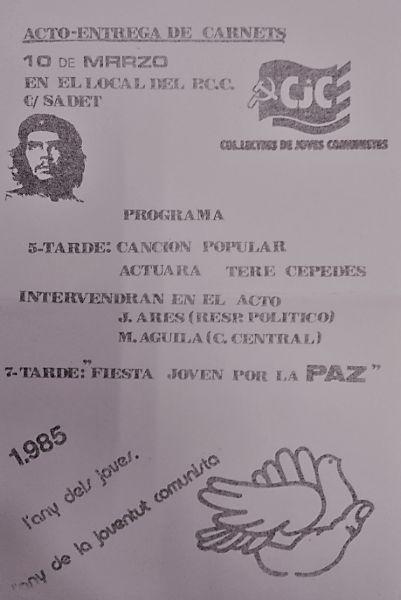 ACTO-ENTREGA DE CARNETS
10 DE MARZO
EN EL LOCAL DEL P.C.C.
C/ SADET
CJC
COL.LECTIUS DE JOVES COMUNISTES
PROGRAMA
5-TARDE: CANCION POPULAR
ACTUARA TERE CEPEDES
INTERVENDRAN EN EL ACTO
J. ARES (RESP. POLITICO)
M. AGUILA (C. CENTRAL)
7-TARDE: "FIESTA JOVEN POR LA PAZ"
1.985
l'any dels joves.
l'any de la joventut comunista